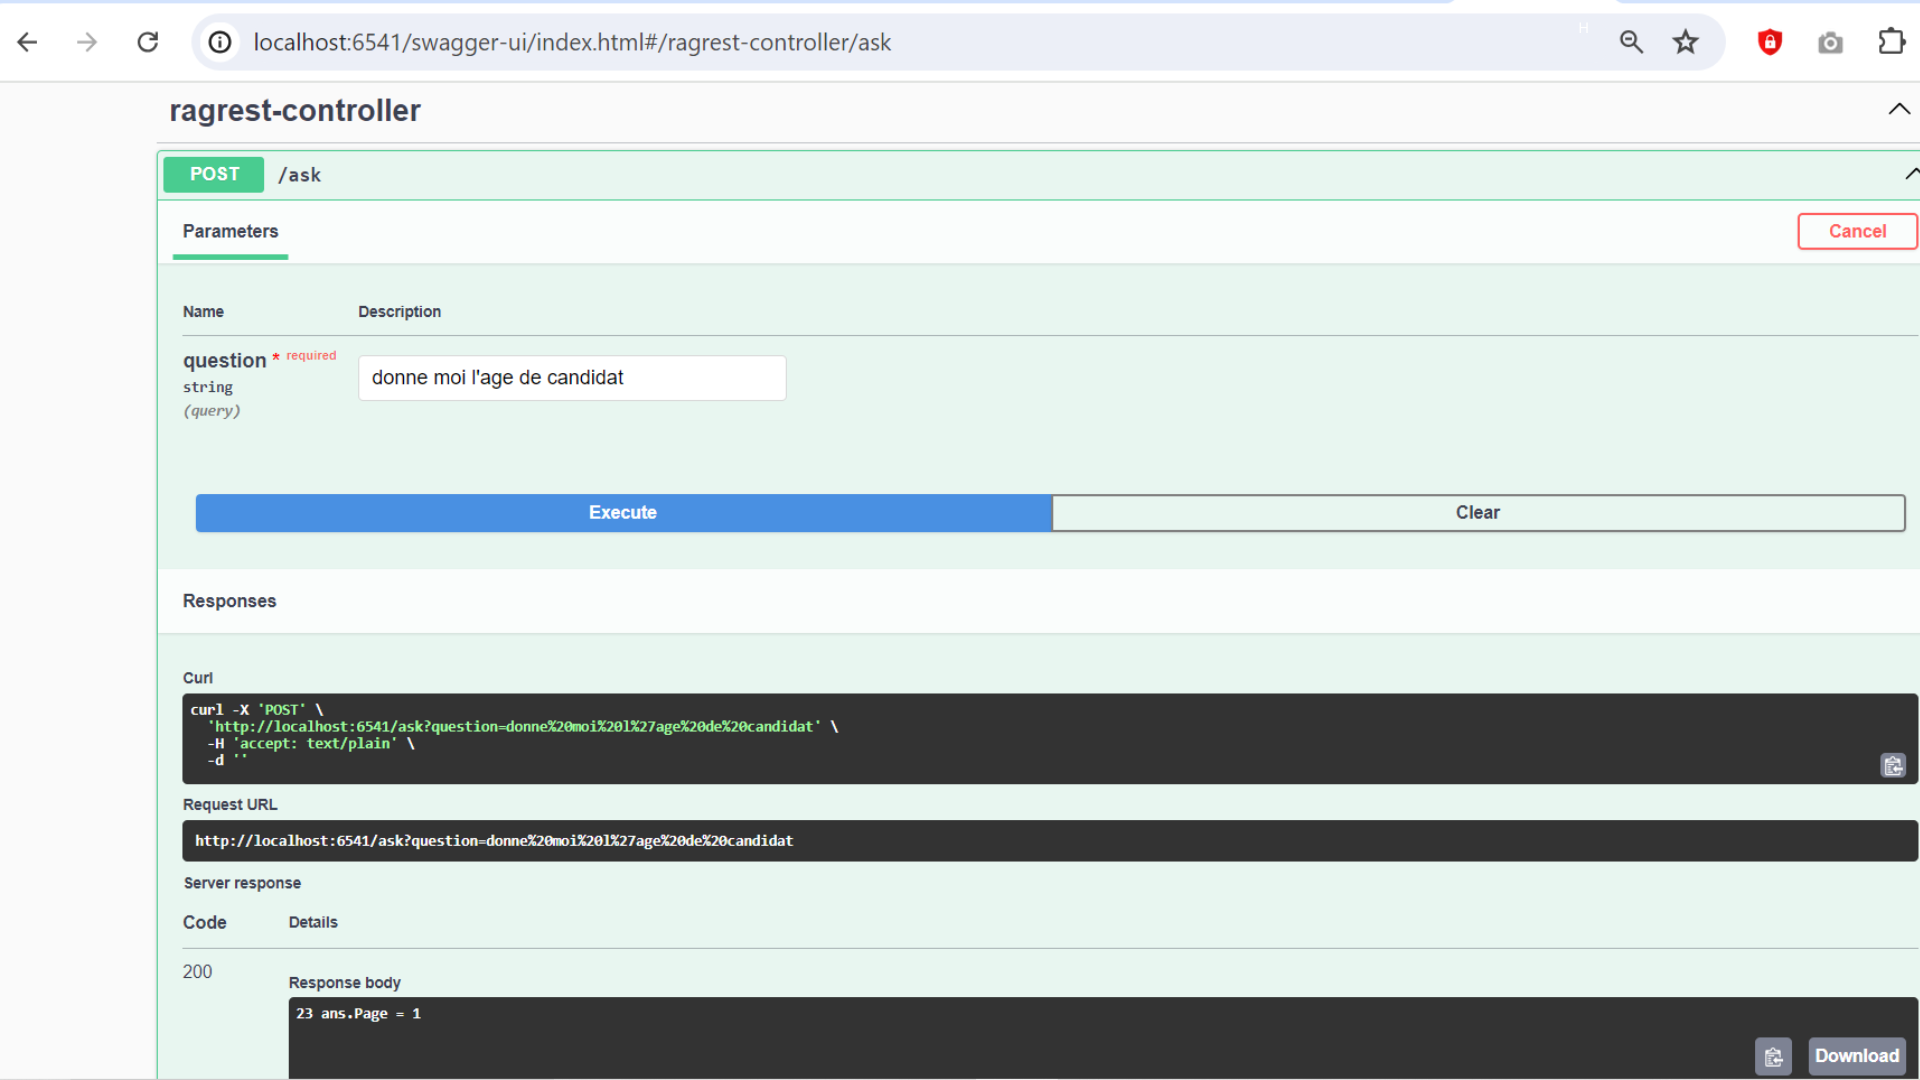 localhost:6541/swagger-ui/index.html#/ragrest-controller/ask
ragrest-controller
POST /ask
Parameters
Cancel
Name Description
question * required
string
(query)
donne moi l'age de candidat
Execute Clear
Responses
Curl
curl -X 'POST' \
'http://localhost:6541/ask?question=donne%20moi%20l%27age%20de%20candidat' \
-H 'accept: text/plain' \
-d ''
Request URL
http://localhost:6541/ask?question=donne%20moi%20l%27age%20de%20candidat
Server response
Code Details
200
Response body
23 ans.Page = 1
Download